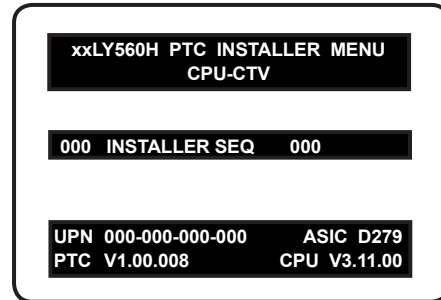 xxLY560H PTC INSTALLER MENU
CPU-CTV
000 INSTALLER SEQ 000
UPN 000-000-000-000 ASIC D279
PTC V1.00.008 CPU V3.11.00